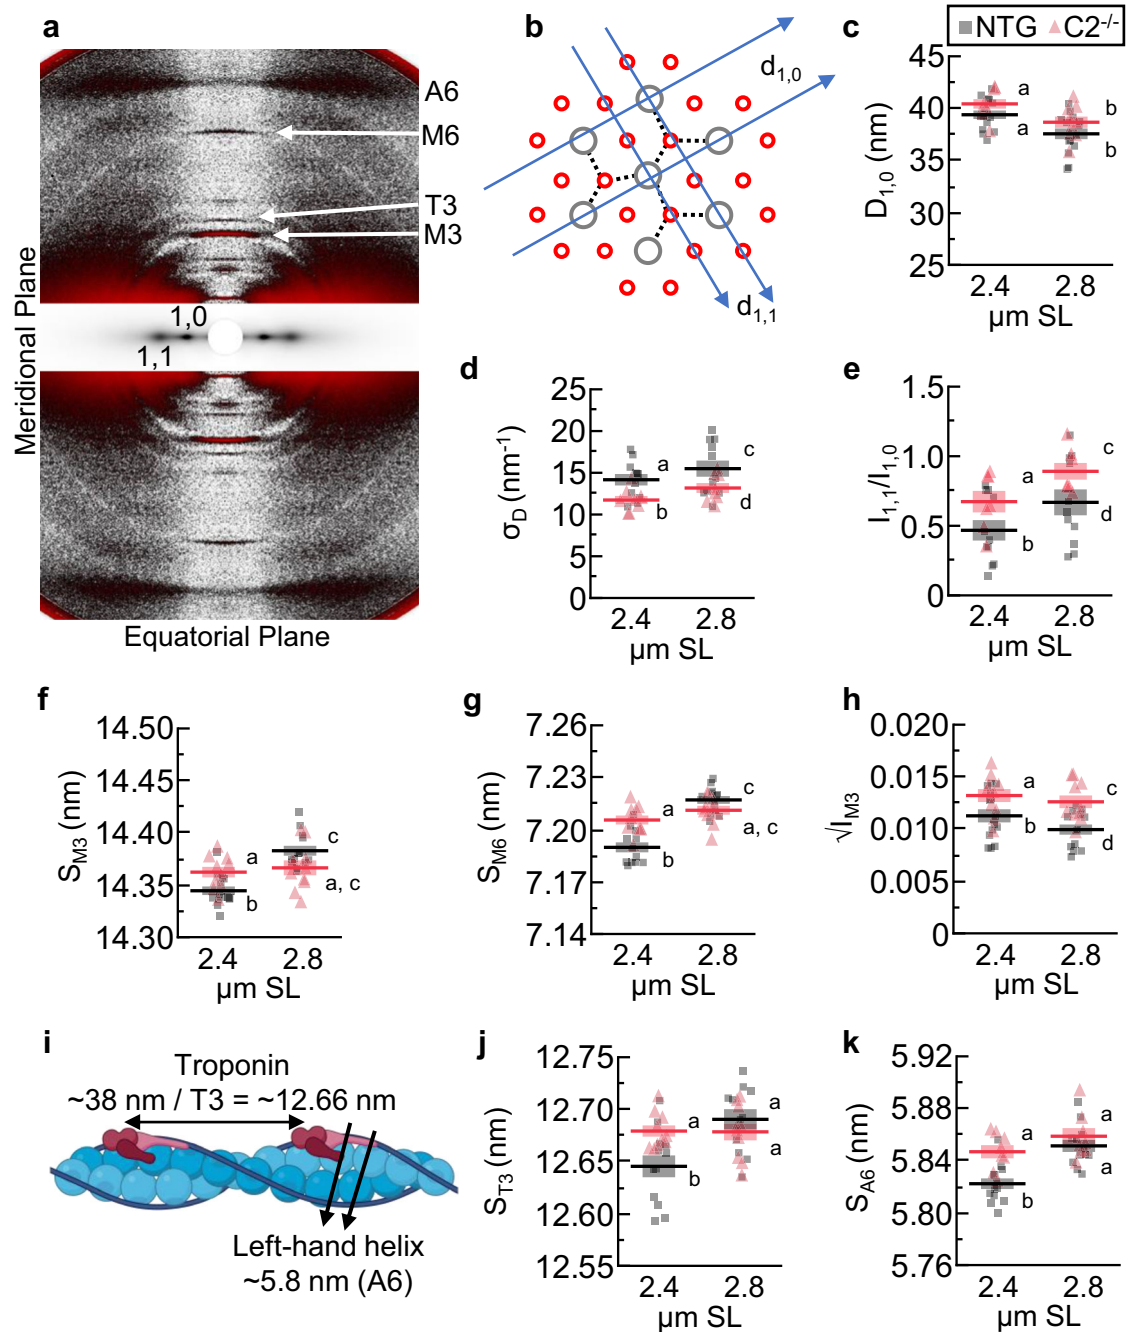 a
A6
M6
T3
M3
1,0
1,1
Meridional Plane
Equatorial Plane
b
d1,0
d1,1
NTG C2-/-
c
D1,0 (nm)
45
40
35
30
25
a
a
b
b
2.4 2.8
µm SL
d
σD (nm-1)
25
20
15
10
5
0
a
b
c
d
2.4 2.8
µm SL
e
I1,1/I1,0
1.5
1.0
0.5
0
a
b
c
d
2.4 2.8
µm SL
f
SM3 (nm)
14.50
14.45
14.40
14.35
14.30
a
b
c
a, c
2.4 2.8
µm SL
g
SM6 (nm)
7.26
7.23
7.20
7.17
7.14
a
b
c
a, c
2.4 2.8
µm SL
h
√IM3
0.020
0.015
0.010
0.005
0
a
b
c
d
2.4 2.8
µm SL
i
Troponin
~38 nm / T3 = ~12.66 nm
Left-hand helix
~5.8 nm (A6)
j
ST3 (nm)
12.75
12.70
12.65
12.60
12.55
a
b
a
a
2.4 2.8
µm SL
k
SA6 (nm)
5.92
5.88
5.84
5.80
5.76
a
b
a
a
2.4 2.8
µm SL